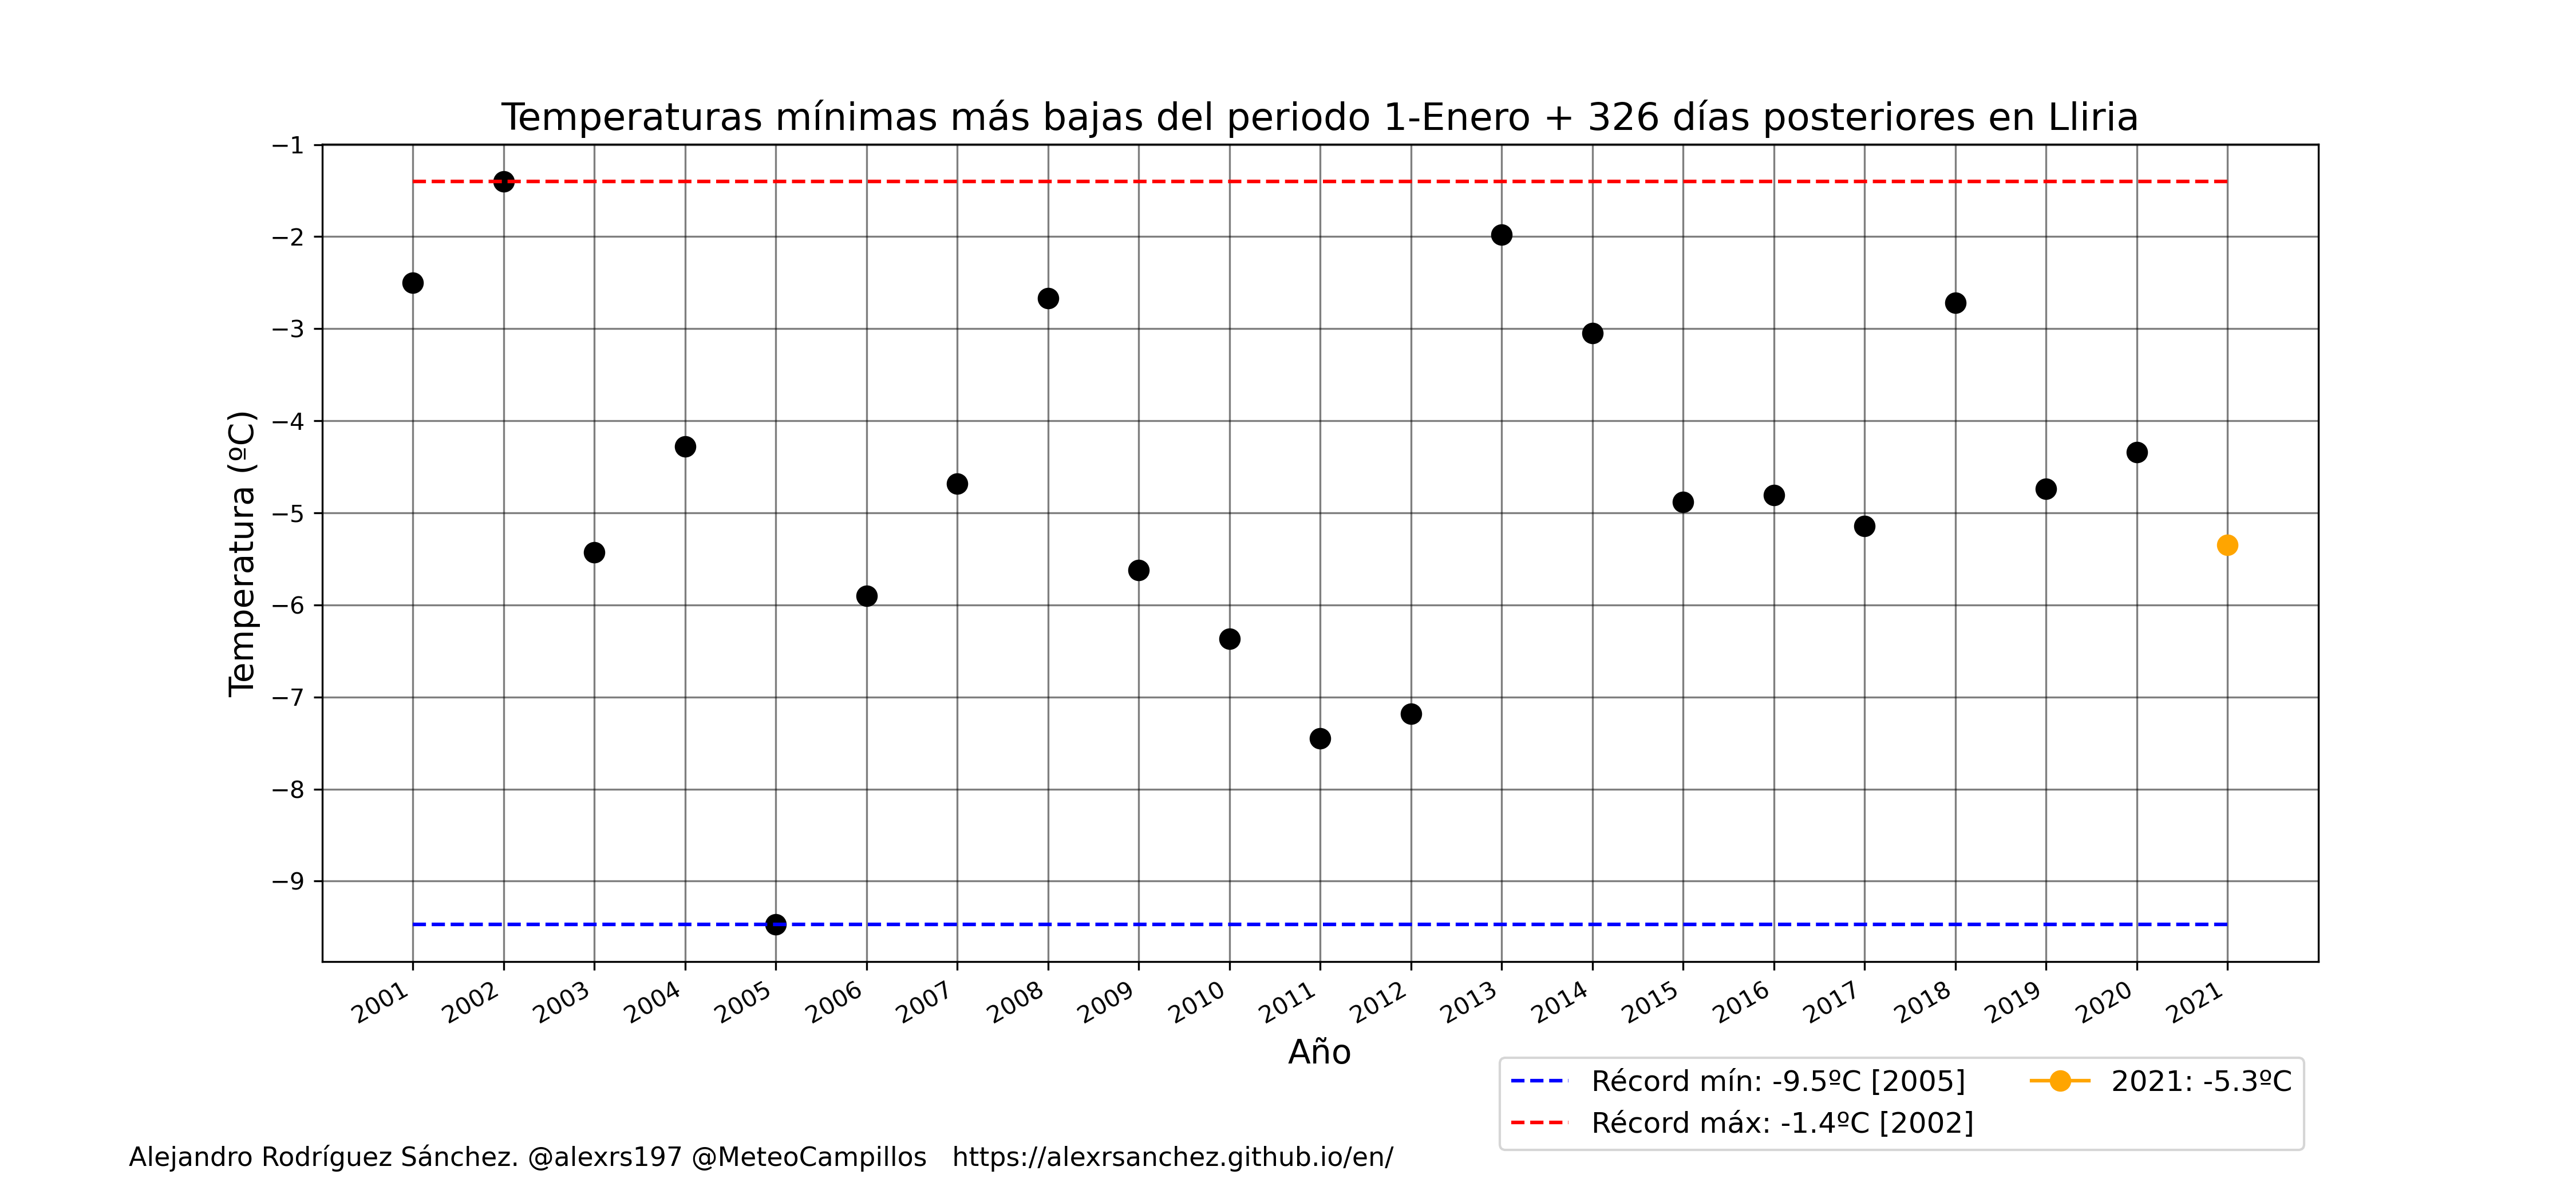 Temperaturas mínimas más bajas del periodo 1-Enero + 326 días posteriores en Lliria
Temperatura (ºC)
−1
−2
−3
−4
−5
−6
−7
−8
−9
2001 2002 2003 2004 2005 2006 2007 2008 2009 2010 2011 2012 2013 2014 2015 2016 2017 2018 2019 2020 2021
Año
Récord mín: -9.5ºC [2005]
Récord máx: -1.4ºC [2002]
2021: -5.3ºC
Alejandro Rodríguez Sánchez. @alexrs197 @MeteoCampillos https://alexrsanchez.github.io/en/